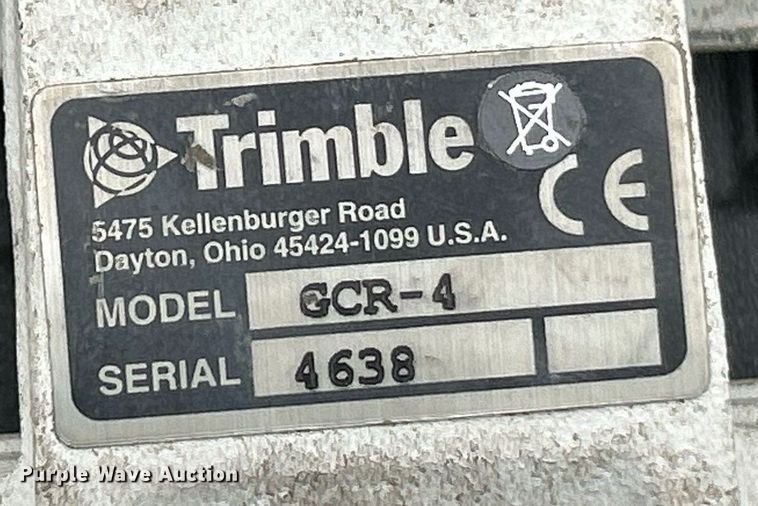 Trimble
5475 Kellenburger Road
Dayton, Ohio 45424-1099 U.S.A.
CE
MODEL GCR-4
SERIAL 4638
Purple Wave Auction